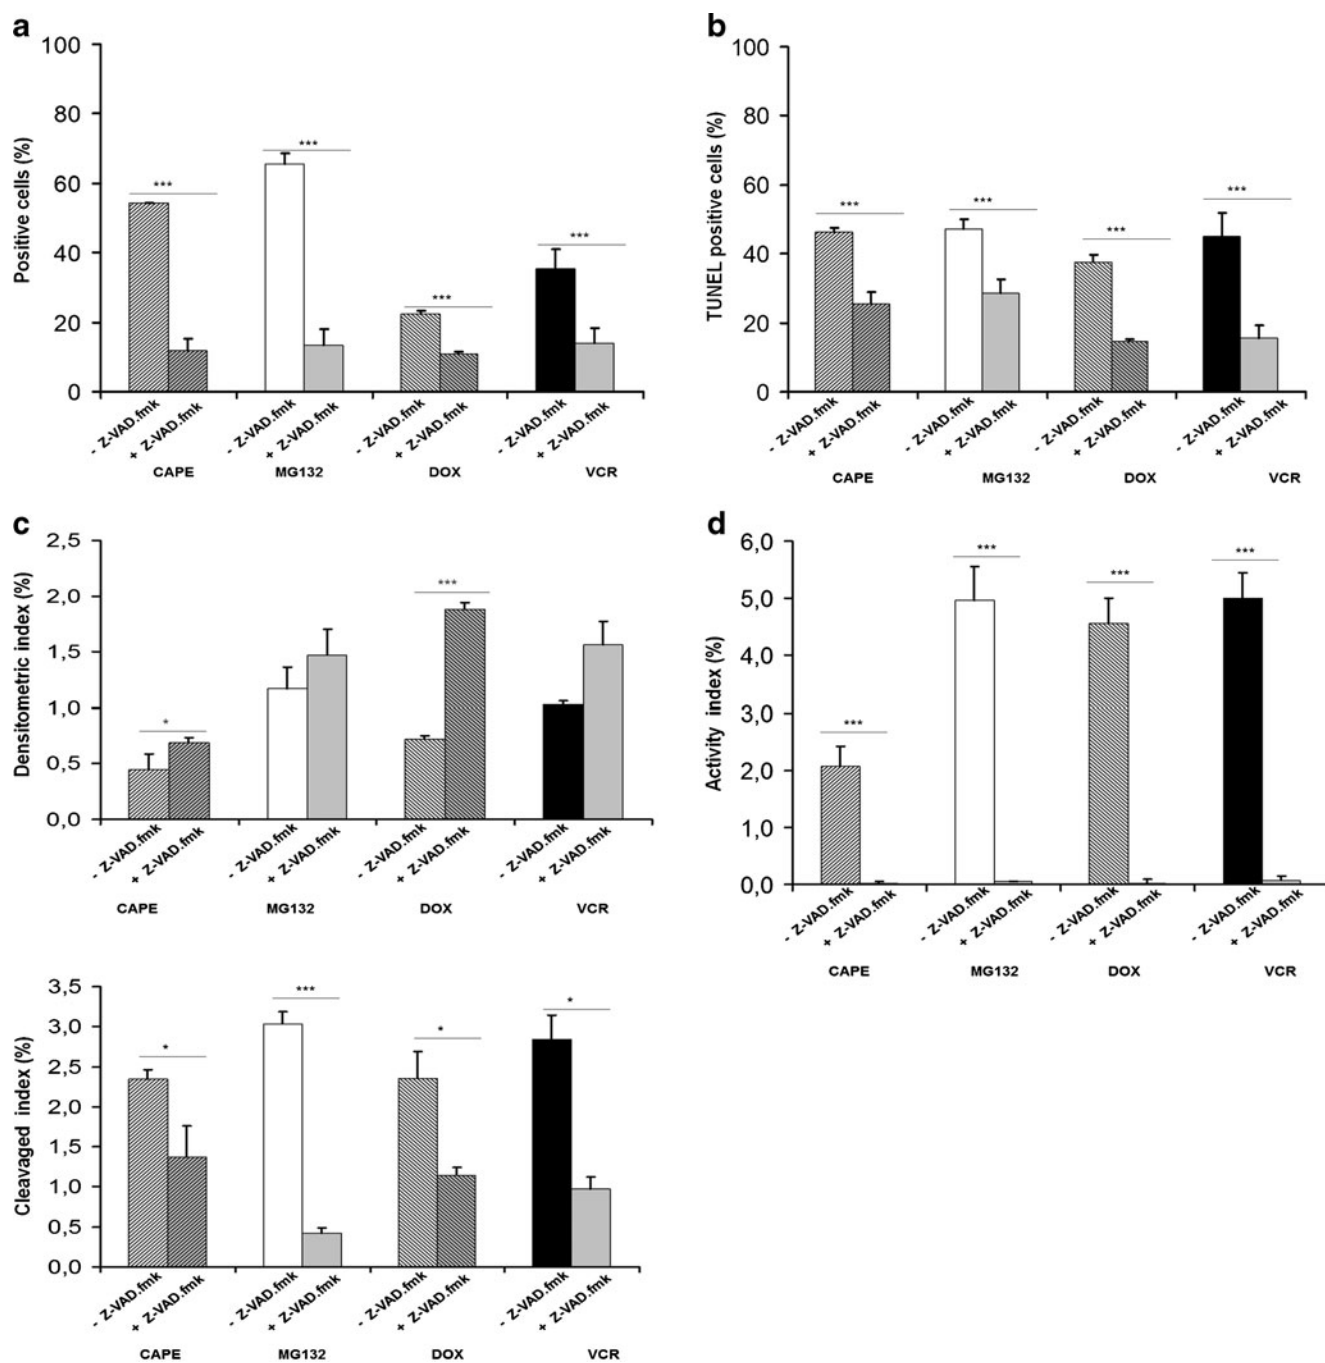 a
Positive cells (%)
100
80
60
40
20
0
***
***
***
***
- Z-VAD.fmk
+ Z-VAD.fmk
- Z-VAD.fmk
+ Z-VAD.fmk
- Z-VAD.fmk
+ Z-VAD.fmk
- Z-VAD.fmk
+ Z-VAD.fmk
CAPE MG132 DOX VCR
b
TUNEL positive cells (%)
100
80
60
40
20
0
***
***
***
***
- Z-VAD.fmk
+ Z-VAD.fmk
- Z-VAD.fmk
+ Z-VAD.fmk
- Z-VAD.fmk
+ Z-VAD.fmk
- Z-VAD.fmk
+ Z-VAD.fmk
CAPE MG132 DOX VCR
c
Densitometric index (%)
2,5
2,0
1,5
1,0
0,5
0,0
*
***
- Z-VAD.fmk
+ Z-VAD.fmk
- Z-VAD.fmk
+ Z-VAD.fmk
- Z-VAD.fmk
+ Z-VAD.fmk
- Z-VAD.fmk
+ Z-VAD.fmk
CAPE MG132 DOX VCR
d
Activity index (%)
6,0
5,0
4,0
3,0
2,0
1,0
0,0
***
***
***
***
- Z-VAD.fmk
+ Z-VAD.fmk
- Z-VAD.fmk
+ Z-VAD.fmk
- Z-VAD.fmk
+ Z-VAD.fmk
- Z-VAD.fmk
+ Z-VAD.fmk
CAPE MG132 DOX VCR
Cleavaged index (%)
3,5
3,0
2,5
2,0
1,5
1,0
0,5
0,0
*
***
*
*
- Z-VAD.fmk
+ Z-VAD.fmk
- Z-VAD.fmk
+ Z-VAD.fmk
- Z-VAD.fmk
+ Z-VAD.fmk
- Z-VAD.fmk
+ Z-VAD.fmk
CAPE MG132 DOX VCR